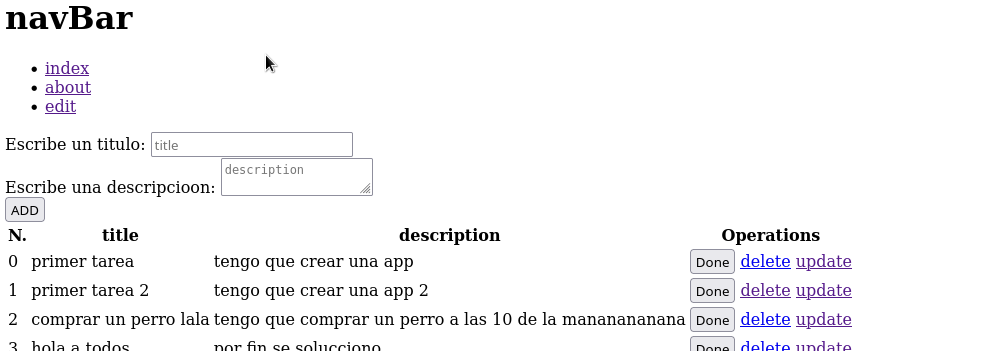 navBar
index
about
edit
Escribe un titulo: title
Escribe una descripcioon: description
ADD
N. title description Operations
0 primer tarea tengo que crear una app Done delete update
1 primer tarea 2 tengo que crear una app 2 Done delete update
2 comprar un perro lala tengo que comprar un perro a las 10 de la manananananana Done delete update
3 hola a todos por fin se solucciono Done delete update